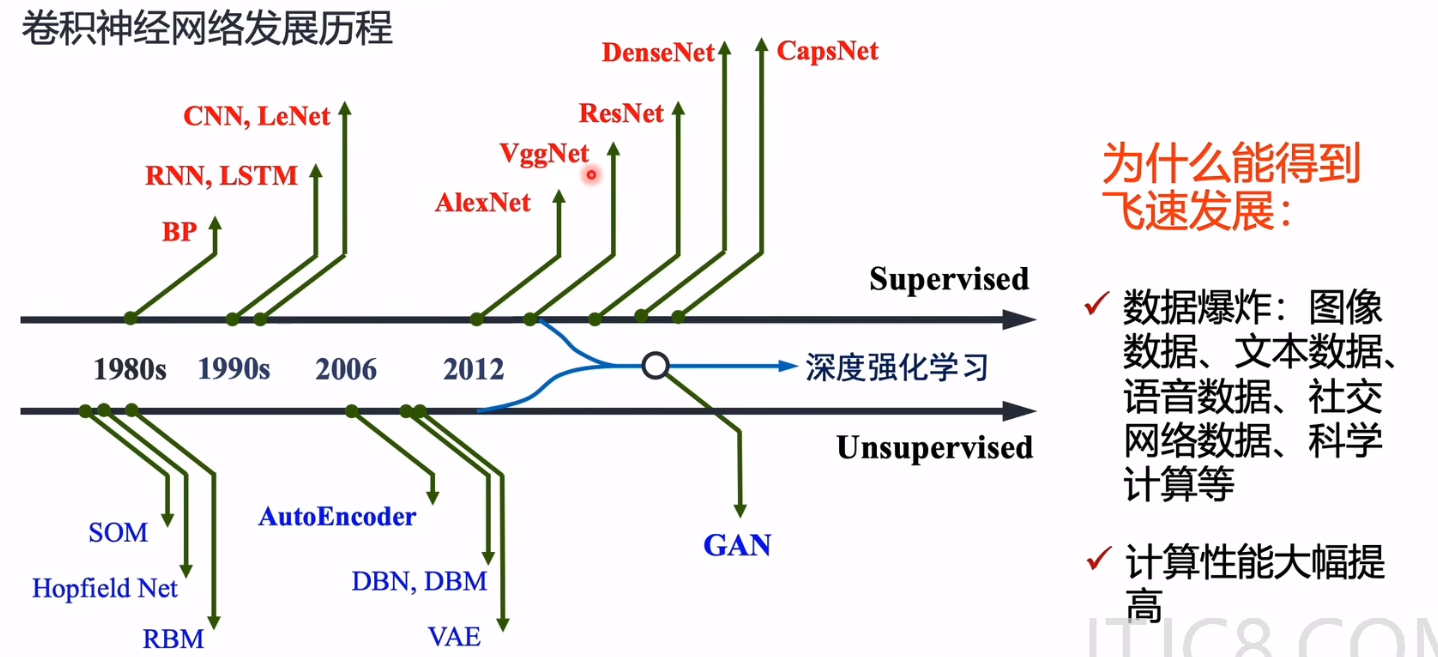 卷积神经网络发展历程
DenseNet
CapsNet
CNN, LeNet
ResNet
VggNet
RNN, LSTM
AlexNet
BP
Supervised
1980s
1990s
2006
2012
深度强化学习
Unsupervised
SOM
AutoEncoder
GAN
Hopfield Net
DBN, DBM
RBM
VAE
为什么能得到
飞速发展：
✓ 数据爆炸：图像
数据、文本数据、
语音数据、社交
网络数据、科学
计算等
✓ 计算性能大幅提
高